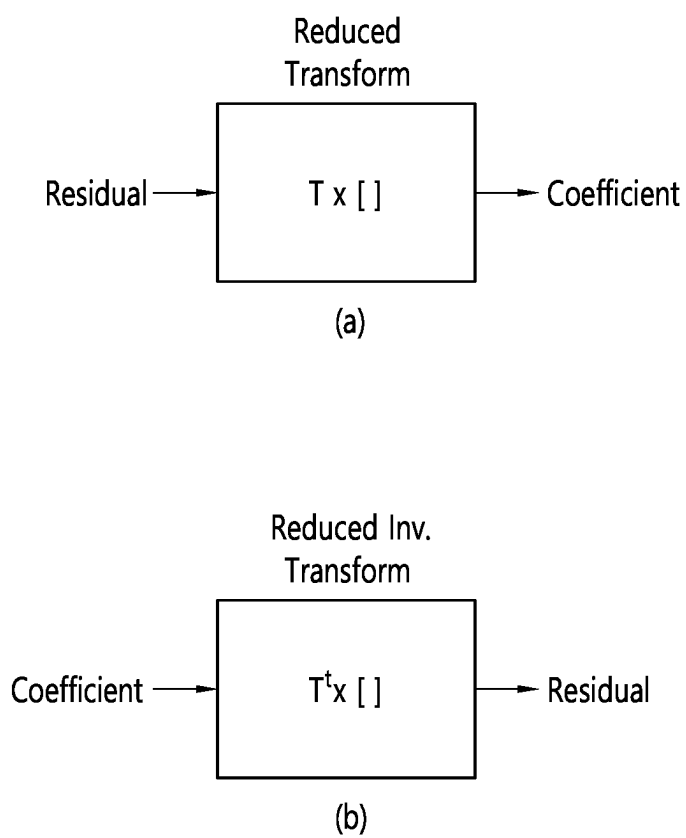 Reduced
Transform
Residual
T x [ ]
Coefficient
(a)
Reduced Inv.
Transform
Coefficient
Tᵗx [ ]
Residual
(b)